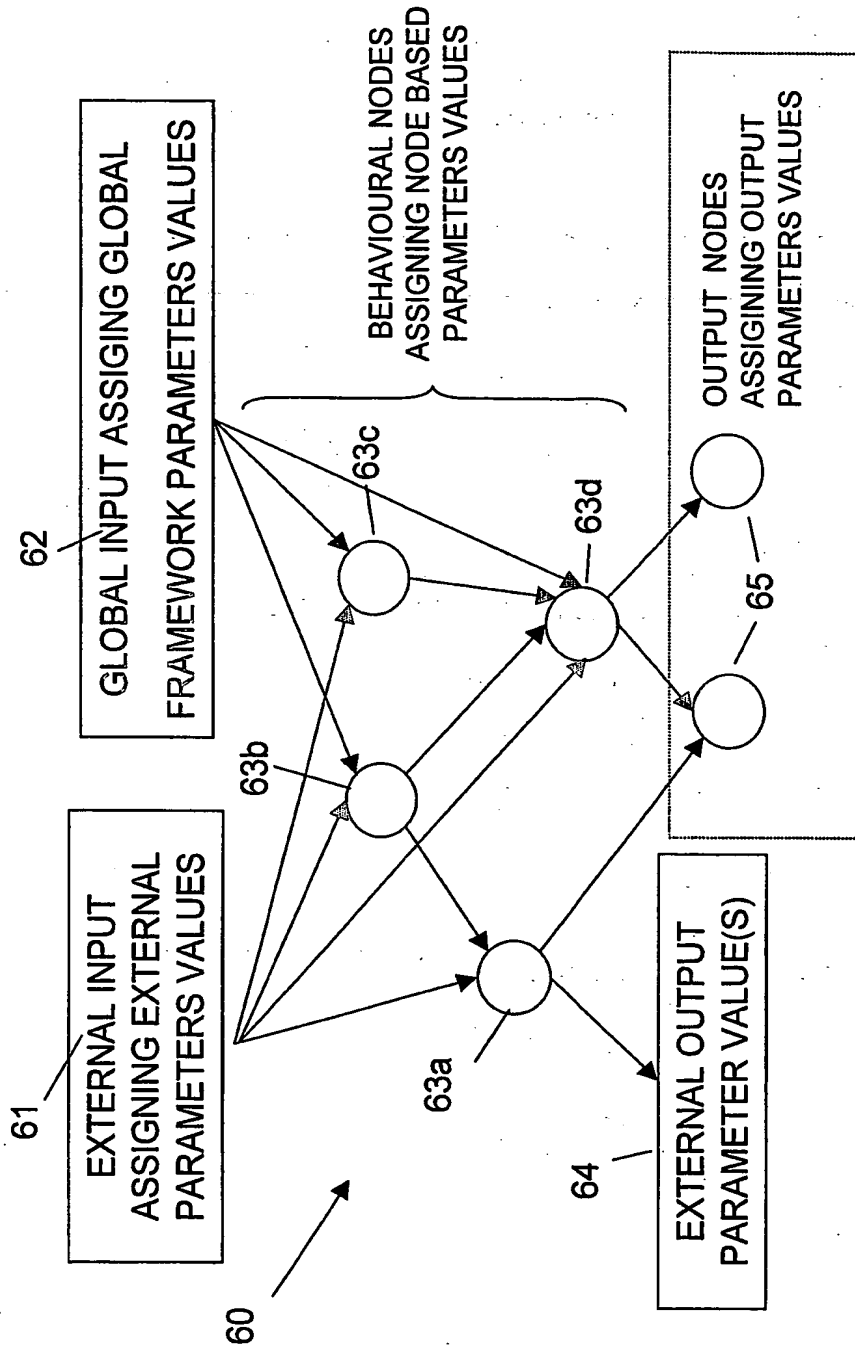 61
EXTERNAL INPUT
ASSIGNING EXTERNAL
PARAMETERS VALUES
62
GLOBAL INPUT ASSIGING GLOBAL
FRAMEWORK PARAMETERS VALUES
60
63b
63c
BEHAVIOURAL NODES
ASSIGNING NODE BASED
PARAMETERS VALUES
63a
63d
64
EXTERNAL OUTPUT
PARAMETER VALUE(S)
65
OUTPUT NODES
ASSIGINING OUTPUT
PARAMETERS VALUES